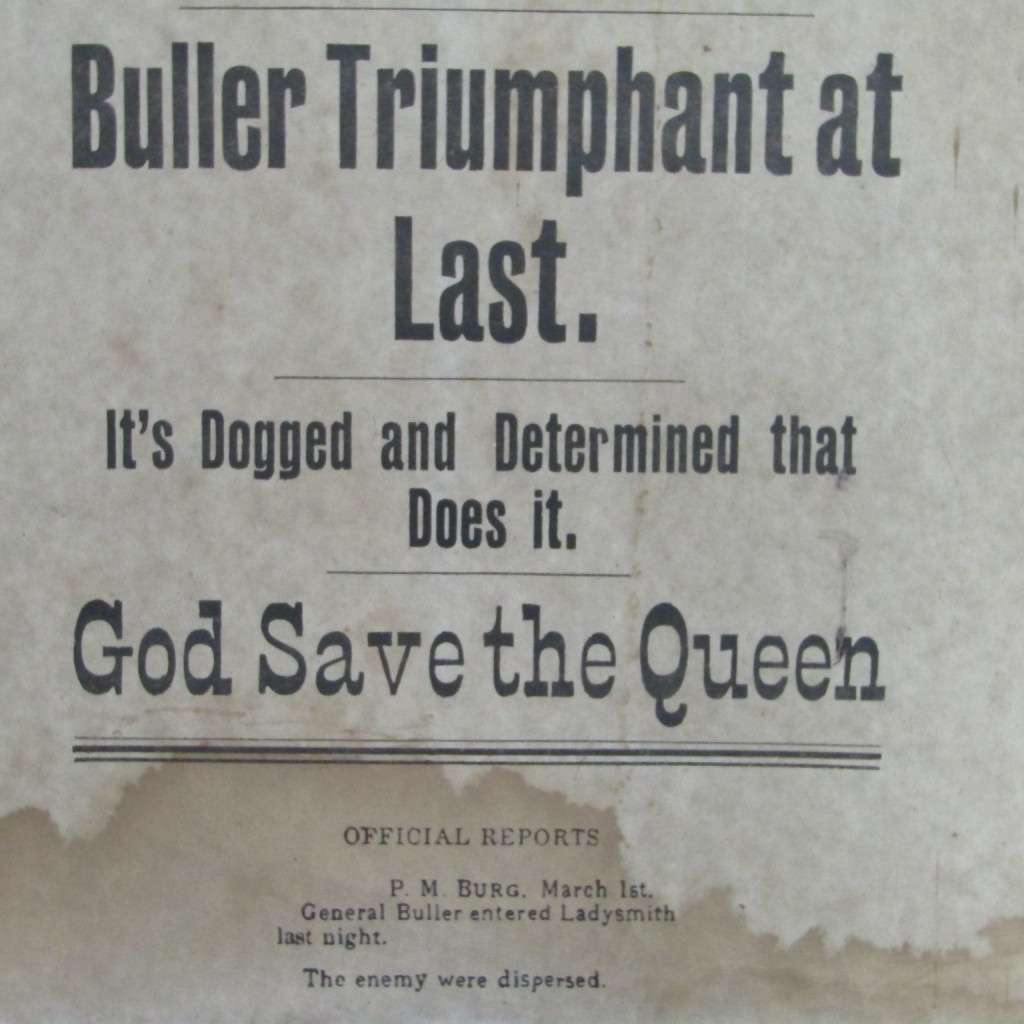 Buller Triumphant at
Last.
It's Dogged and Determined that
Does it.
God Save the Queen
OFFICIAL REPORTS
P. M. BURG. March 1st.
General Buller entered Ladysmith
last night.
The enemy were dispersed.